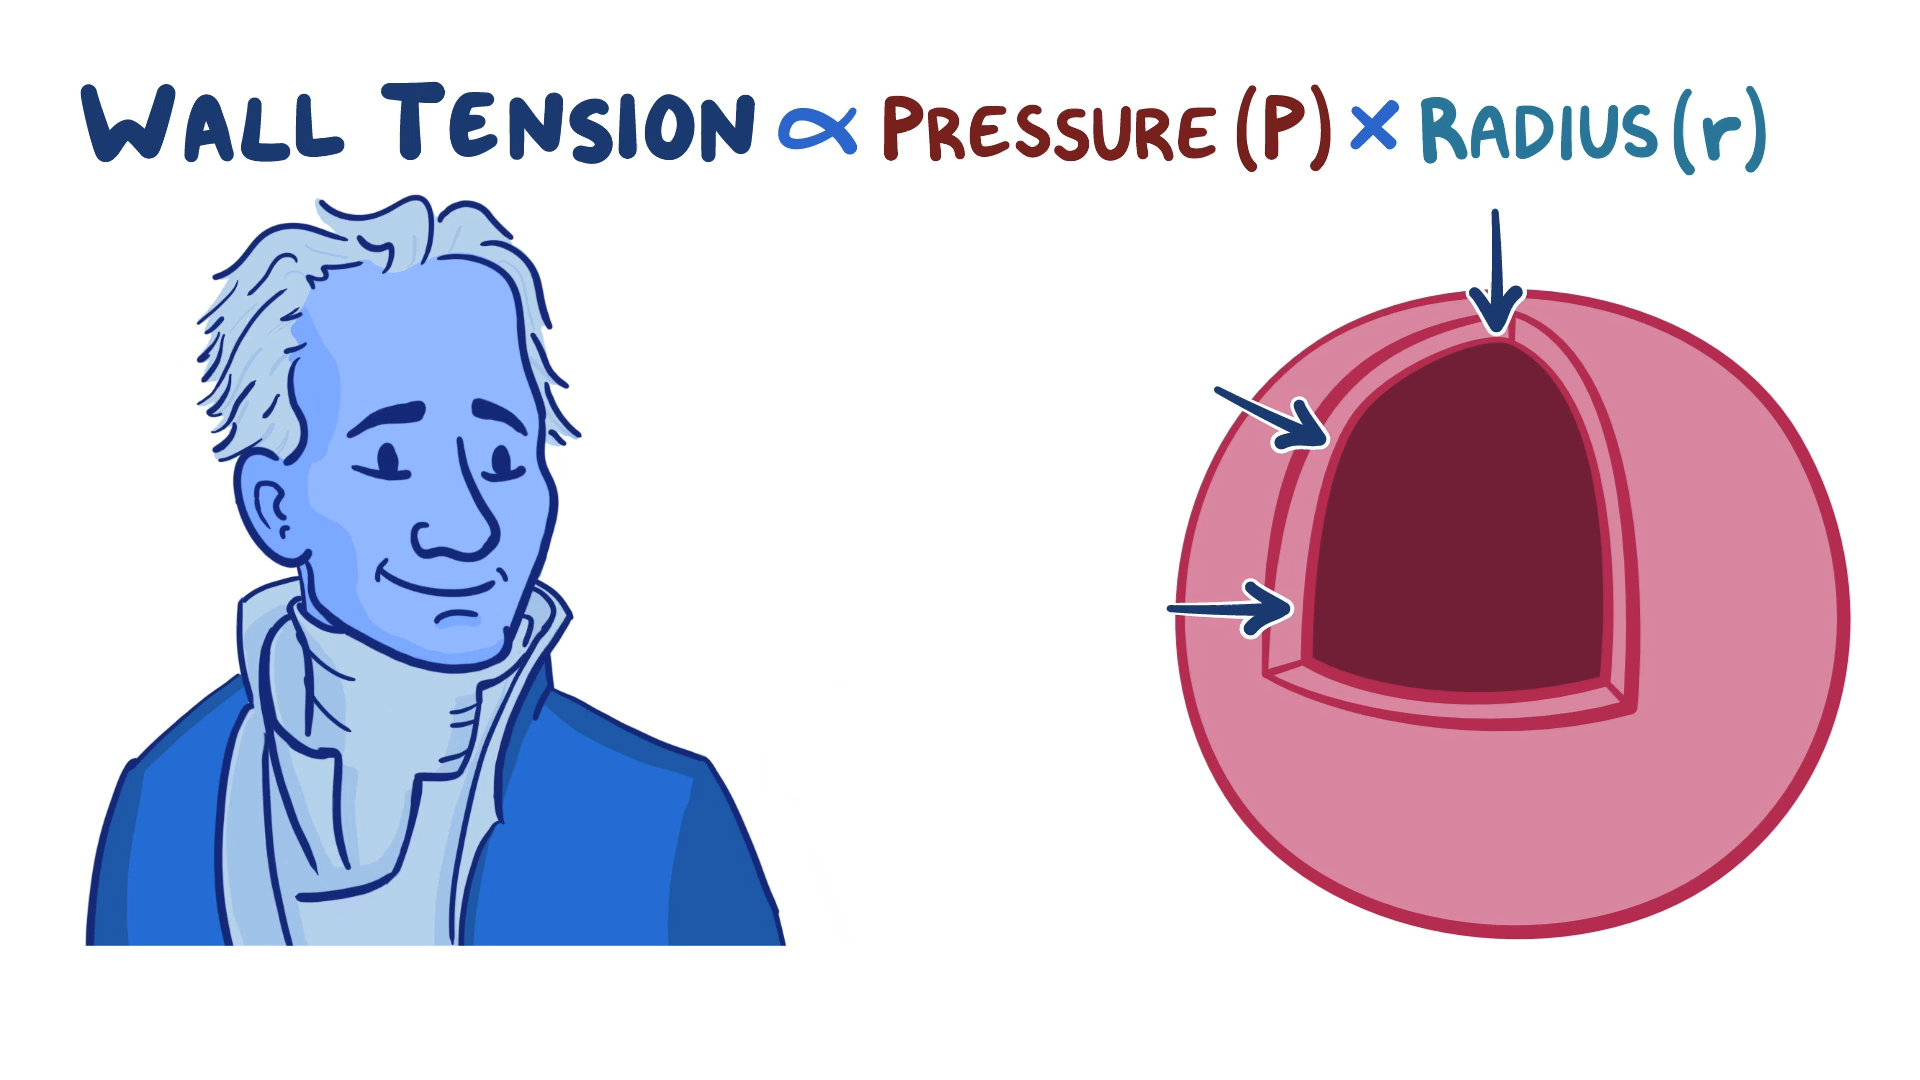 WALL TENSION ∝ PRESSURE (P) × RADIUS (r)